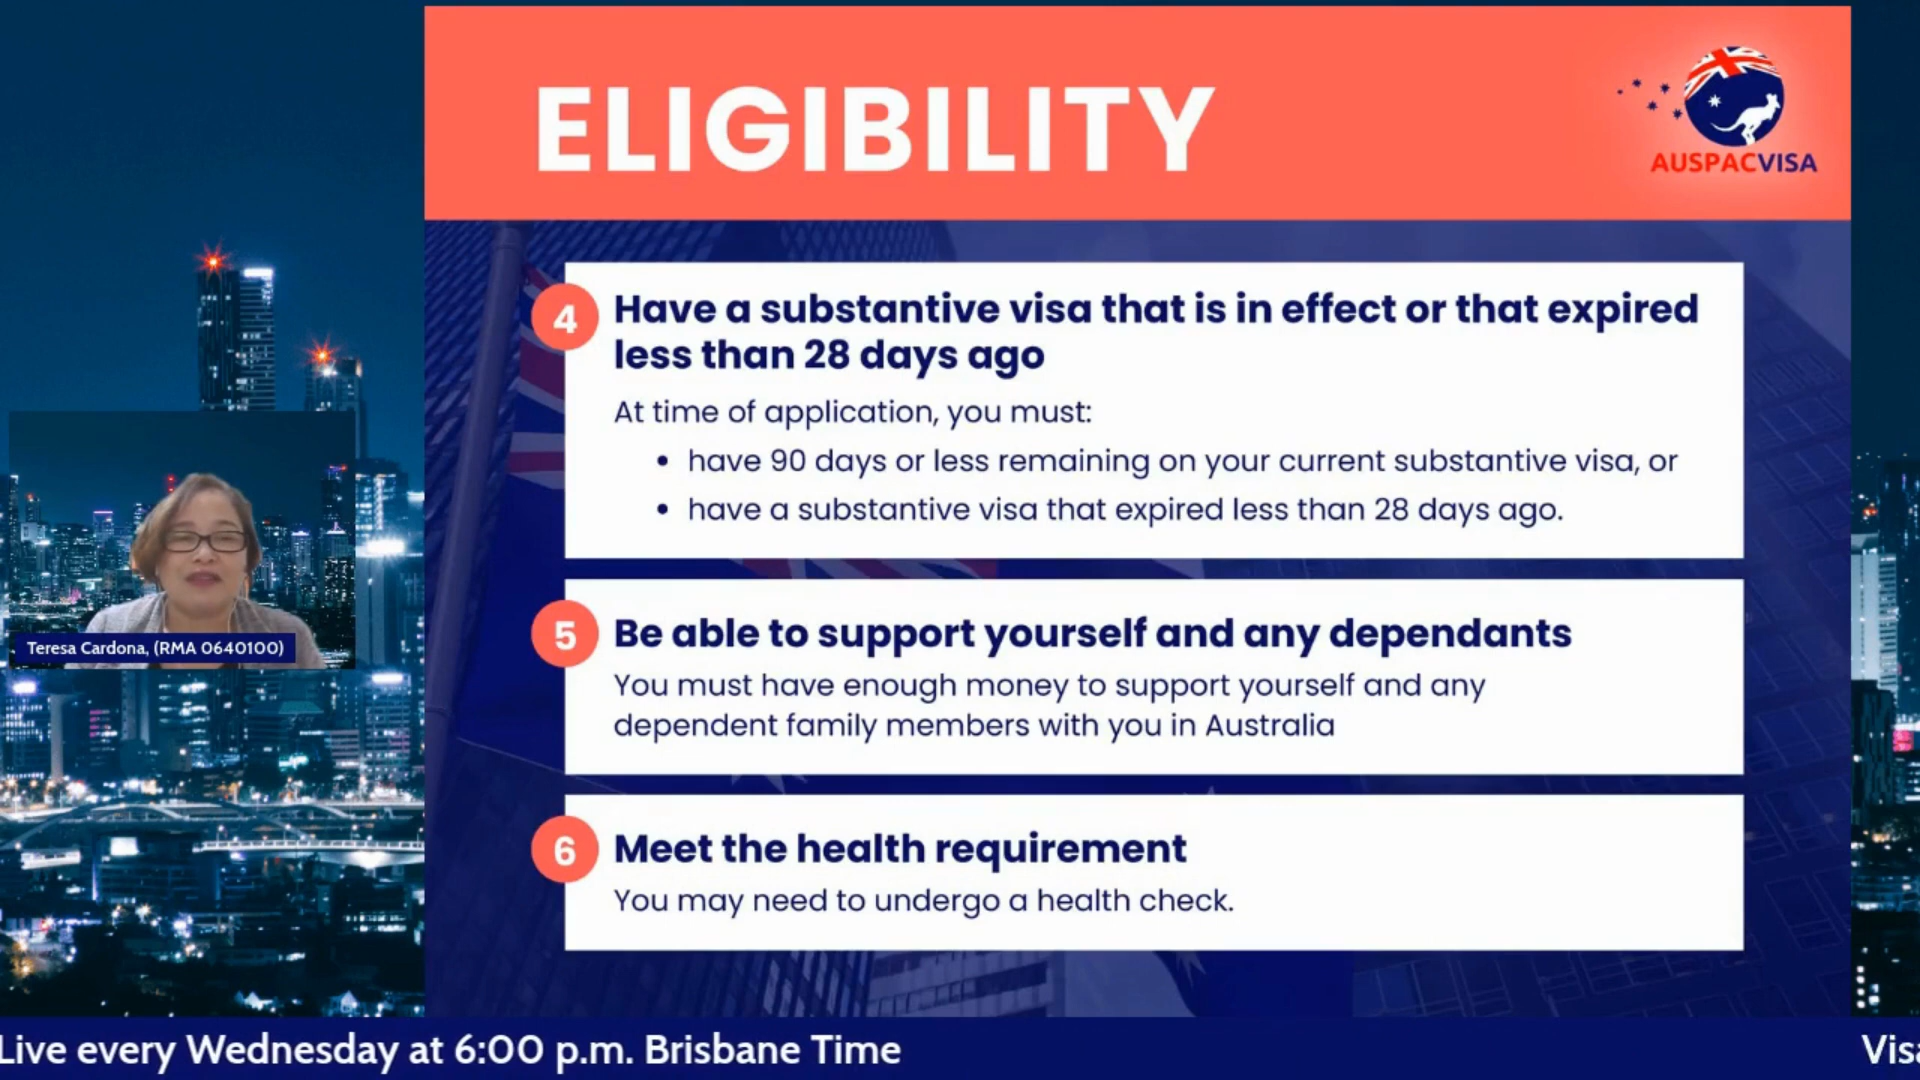 ELIGIBILITY
AUSPACVISA
4
Have a substantive visa that is in effect or that expired
less than 28 days ago
At time of application, you must:
• have 90 days or less remaining on your current substantive visa, or
• have a substantive visa that expired less than 28 days ago.
5
Be able to support yourself and any dependants
You must have enough money to support yourself and any
dependent family members with you in Australia
6
Meet the health requirement
You may need to undergo a health check.
Teresa Cardona, (RMA 0640100)
Live every Wednesday at 6:00 p.m. Brisbane Time